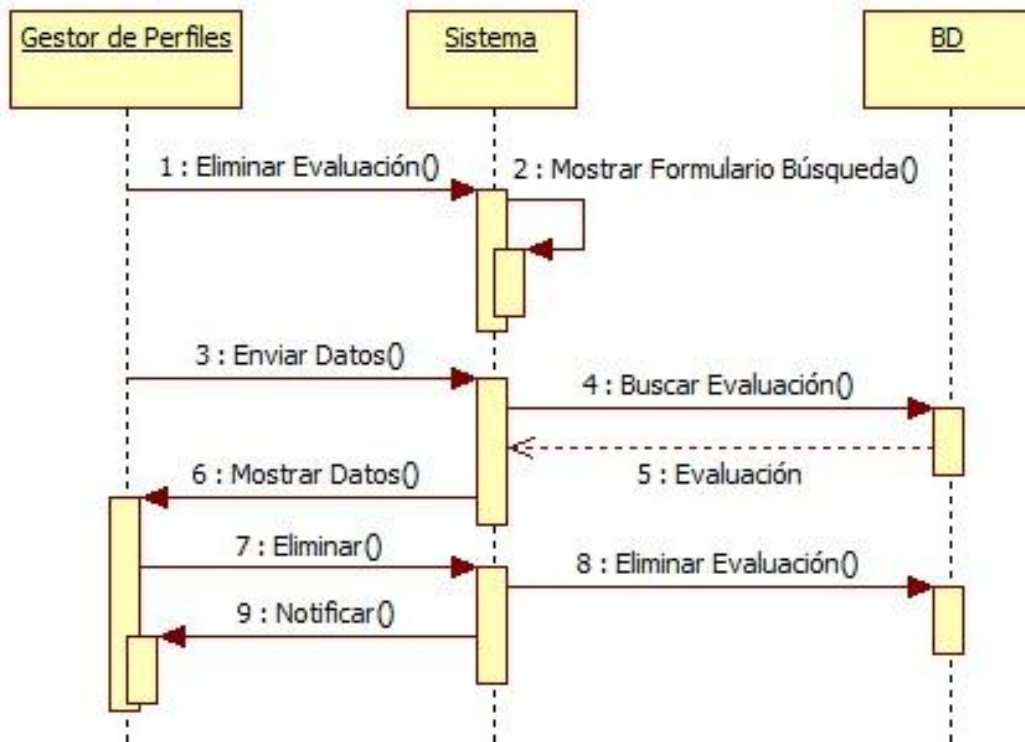 Gestor de Perfiles
Sistema
BD
1 : Eliminar Evaluación()
2 : Mostrar Formulario Búsqueda()
3 : Enviar Datos()
4 : Buscar Evaluación()
5 : Evaluación
6 : Mostrar Datos()
7 : Eliminar()
8 : Eliminar Evaluación()
9 : Notificar()